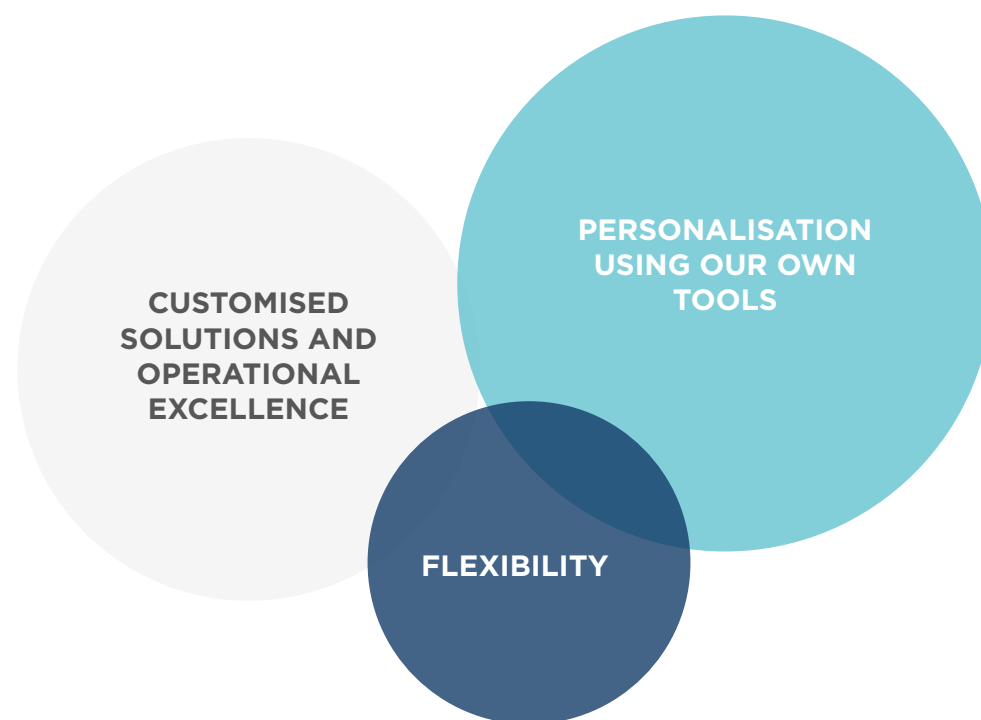 PERSONALISATION
USING OUR OWN
TOOLS
CUSTOMISED
SOLUTIONS AND
OPERATIONAL
EXCELLENCE
FLEXIBILITY